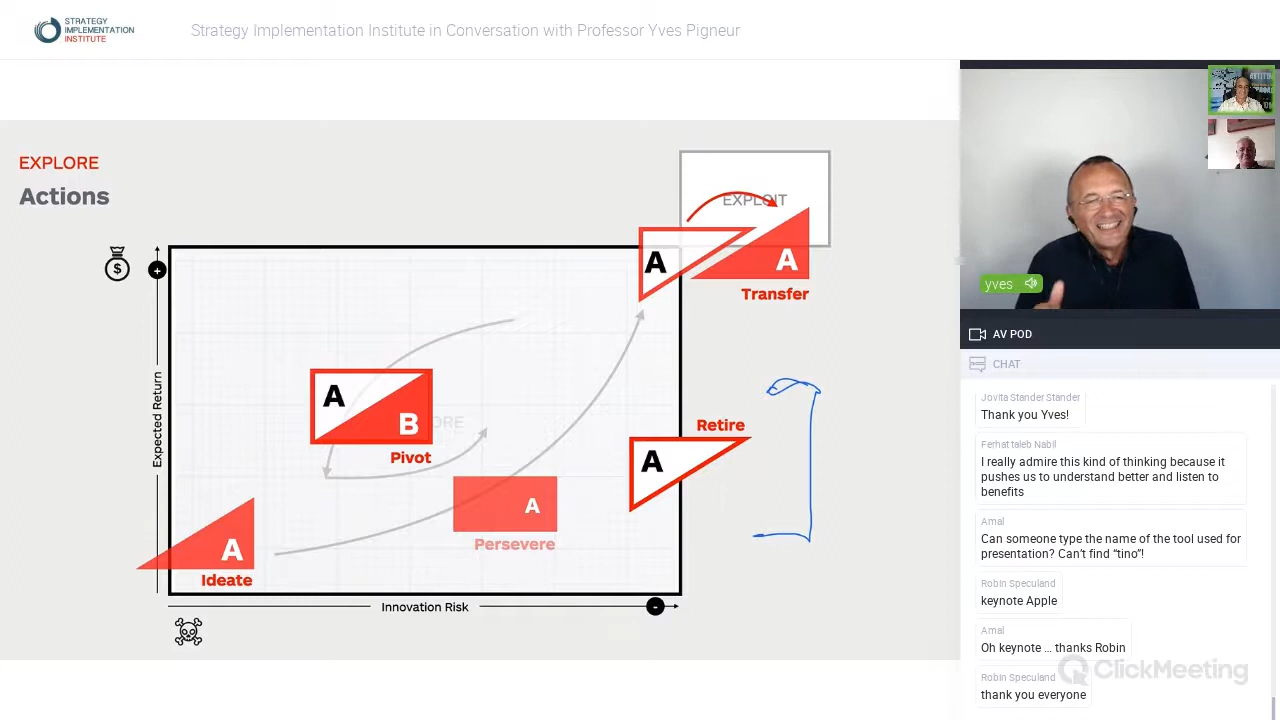 STRATEGY
IMPLEMENTATION
INSTITUTE
Strategy Implementation Institute in Conversation with Professor Yves Pigneur
EXPLORE
Actions
EXPLOIT
A
A
Transfer
$
+
Expected Return
A
B
ORE
Pivot
Retire
A
A
Persevere
A
Ideate
Innovation Risk
-
yves
AV POD
CHAT
Jovita Stander Stander
Thank you Yves!
Ferhat taleb Nabil
I really admire this kind of thinking because it
pushes us to understand better and listen to
benefits
Amal
Can someone type the name of the tool used for
presentation? Can't find “tino”!
Robin Speculand
keynote Apple
Amal
Oh keynote ... thanks Robin
Robin Speculand
thank you everyone
ClickMeeting